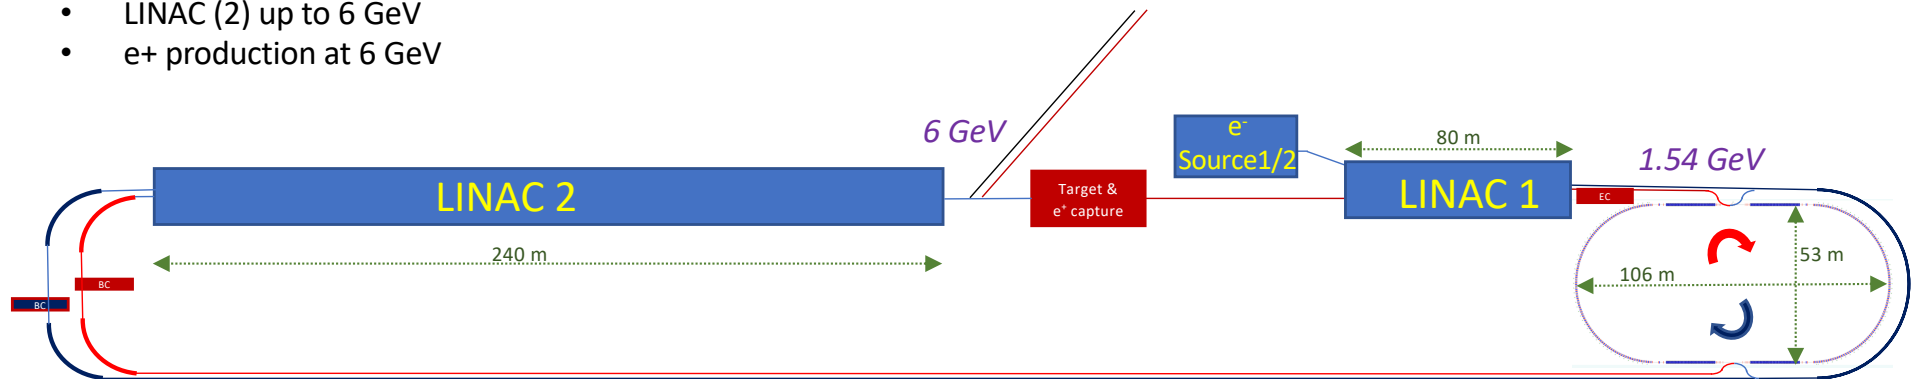 • LINAC (2) up to 6 GeV
• e+ production at 6 GeV
6 GeV
e-
Source1/2
80 m
1.54 GeV
LINAC 2
Target &
e+ capture
LINAC 1
EC
240 m
53 m
106 m
BC
BC